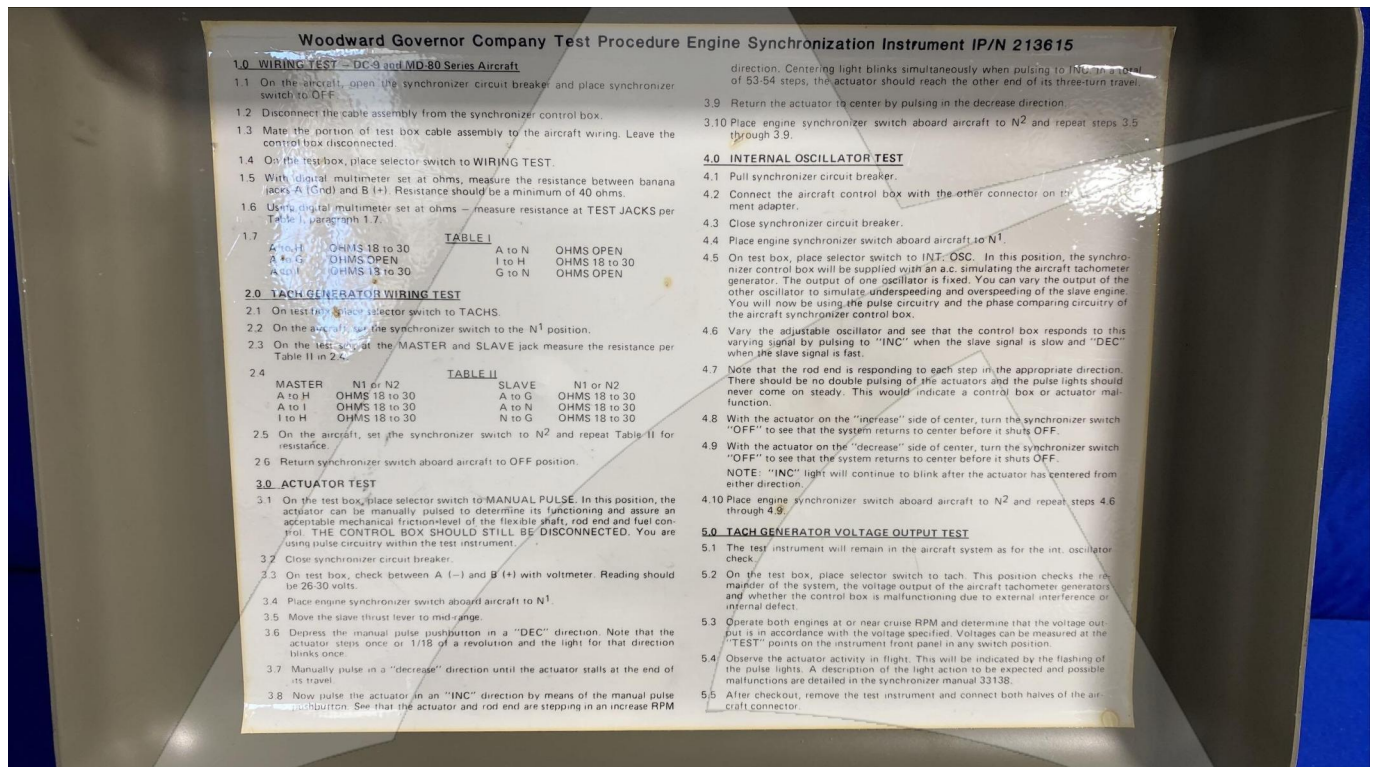 Woodward Governor Company Test Procedure Engine Synchronization Instrument IP/N 213615
1.0 WIRING TEST – DC-9 and MD-80 Series Aircraft
1.1 On the aircraft, open the synchronizer circuit breaker and place synchronizer
switch to OFF
1.2 Disconnect the cable assembly from the synchronizer control box.
1.3 Mate the portion of test box cable assembly to the aircraft wiring. Leave the
control box disconnected.
1.4 On the test box, place selector switch to WIRING TEST.
1.5 With digital multimeter set at ohms, measure the resistance between banana
jacks A (Gnd) and B (+). Resistance should be a minimum of 40 ohms.
1.6 Using digital multimeter set at ohms – measure resistance at TEST JACKS per
Table I, paragraph 1.7.
1.7 TABLE I
A to H OHMS 18 to 30 A to N OHMS OPEN
A to G OHMS OPEN I to H OHMS 18 to 30
A to I OHMS 18 to 30 G to N OHMS OPEN
2.0 TACH GENERATOR WIRING TEST
2.1 On test box, place selector switch to TACHS.
2.2 On the aircraft, set the synchronizer switch to the N1 position.
2.3 On the test at the MASTER and SLAVE jack measure the resistance per
Table II in 2.4.
2.4 TABLE II
MASTER N1 or N2 SLAVE N1 or N2
A to H OHMS 18 to 30 A to G OHMS 18 to 30
A to I OHMS 18 to 30 A to N OHMS 18 to 30
I to H OHMS 18 to 30 N to G OHMS 18 to 30
2.5 On the aircraft, set the synchronizer switch to N2 and repeat Table II for
resistance.
2.6 Return synchronizer switch aboard aircraft to OFF position.
3.0 ACTUATOR TEST
3.1 On the test box, place selector switch to MANUAL PULSE. In this position, the
actuator can be manually pulsed to determine its functioning and assure an
acceptable mechanical friction-level of the flexible shaft, rod end and fuel con-
trol. THE CONTROL BOX SHOULD STILL BE DISCONNECTED. You are
using pulse circuitry within the test instrument.
3.2 Close synchronizer circuit breaker.
3.3 On test box, check between A (–) and B (+) with voltmeter. Reading should
be 26-30 volts.
3.4 Place engine synchronizer switch aboard aircraft to N1.
3.5 Move the slave thrust lever to mid-range.
3.6 Depress the manual pulse pushbutton in a "DEC" direction. Note that the
actuator steps once or 1/18 of a revolution and the light for that direction
blinks once.
3.7 Manually pulse in a "decrease" direction until the actuator stalls at the end of
its travel.
3.8 Now pulse the actuator in an "INC" direction by means of the manual pulse
pushbutton. See that the actuator and rod end are stepping in an increase RPM
direction. Centering light blinks simultaneously when pulsing to INC. In a total
of 53-54 steps, the actuator should reach the other end of its three-turn travel.
3.9 Return the actuator to center by pulsing in the decrease direction.
3.10 Place engine synchronizer switch aboard aircraft to N2 and repeat steps 3.5
through 3.9.
4.0 INTERNAL OSCILLATOR TEST
4.1 Pull synchronizer circuit breaker.
4.2 Connect the aircraft control box with the other connector on
ment adapter.
4.3 Close synchronizer circuit breaker.
4.4 Place engine synchronizer switch aboard aircraft to N1.
4.5 On test box, place selector switch to INT. OSC. In this position, the synchro-
nizer control box will be supplied with an a.c. simulating the aircraft tachometer
generator. The output of one oscillator is fixed. You can vary the output of the
other oscillator to simulate underspeeding and overspeeding of the slave engine.
You will now be using the pulse circuitry and the phase comparing circuitry of
the aircraft synchronizer control box.
4.6 Vary the adjustable oscillator and see that the control box responds to this
varying signal by pulsing to "INC" when the slave signal is slow and "DEC"
when the slave signal is fast.
4.7 Note that the rod end is responding to each step in the appropriate direction.
There should be no double pulsing of the actuators and the pulse lights should
never come on steady. This would indicate a control box or actuator mal-
function.
4.8 With the actuator on the "increase" side of center, turn the synchronizer switch
"OFF" to see that the system returns to center before it shuts OFF.
4.9 With the actuator on the "decrease" side of center, turn the synchronizer switch
"OFF" to see that the system returns to center before it shuts OFF.
NOTE: "INC" light will continue to blink after the actuator has centered from
either direction.
4.10 Place engine synchronizer switch aboard aircraft to N2 and repeat steps 4.6
through 4.9.
5.0 TACH GENERATOR VOLTAGE OUTPUT TEST
5.1 The test instrument will remain in the aircraft system as for the int. oscillator
check.
5.2 On the test box, place selector switch to tach. This position checks the re-
mainder of the system, the voltage output of the aircraft tachometer generators
and whether the control box is malfunctioning due to external interference or
internal defect.
5.3 Operate both engines at or near cruise RPM and determine that the voltage out-
put is in accordance with the voltage specified. Voltages can be measured at the
"TEST" points on the instrument front panel in any switch position.
5.4 Observe the actuator activity in flight. This will be indicated by the flashing of
the pulse lights. A description of the light action to be expected and possible
malfunctions are detailed in the synchronizer manual 33138.
5.5 After checkout, remove the test instrument and connect both halves of the air-
craft connector.